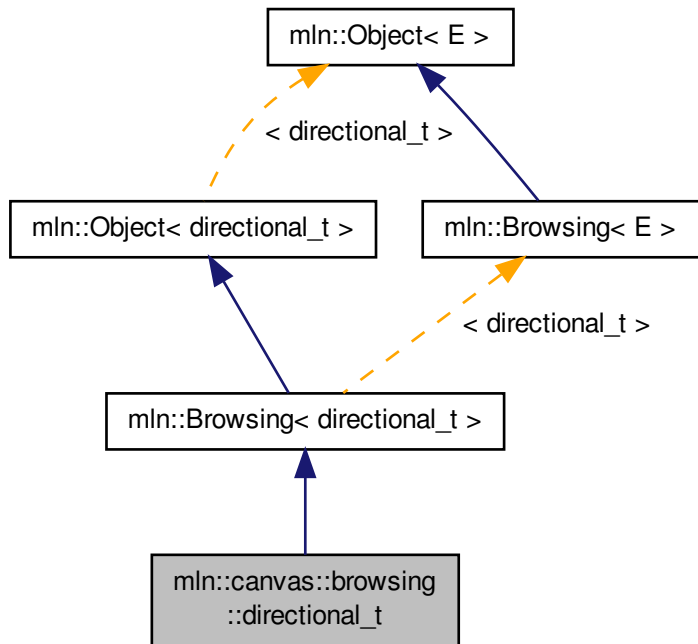 mln::Object< E >
< directional_t >
mln::Object< directional_t >
mln::Browsing< E >
< directional_t >
mln::Browsing< directional_t >
mln::canvas::browsing
::directional_t